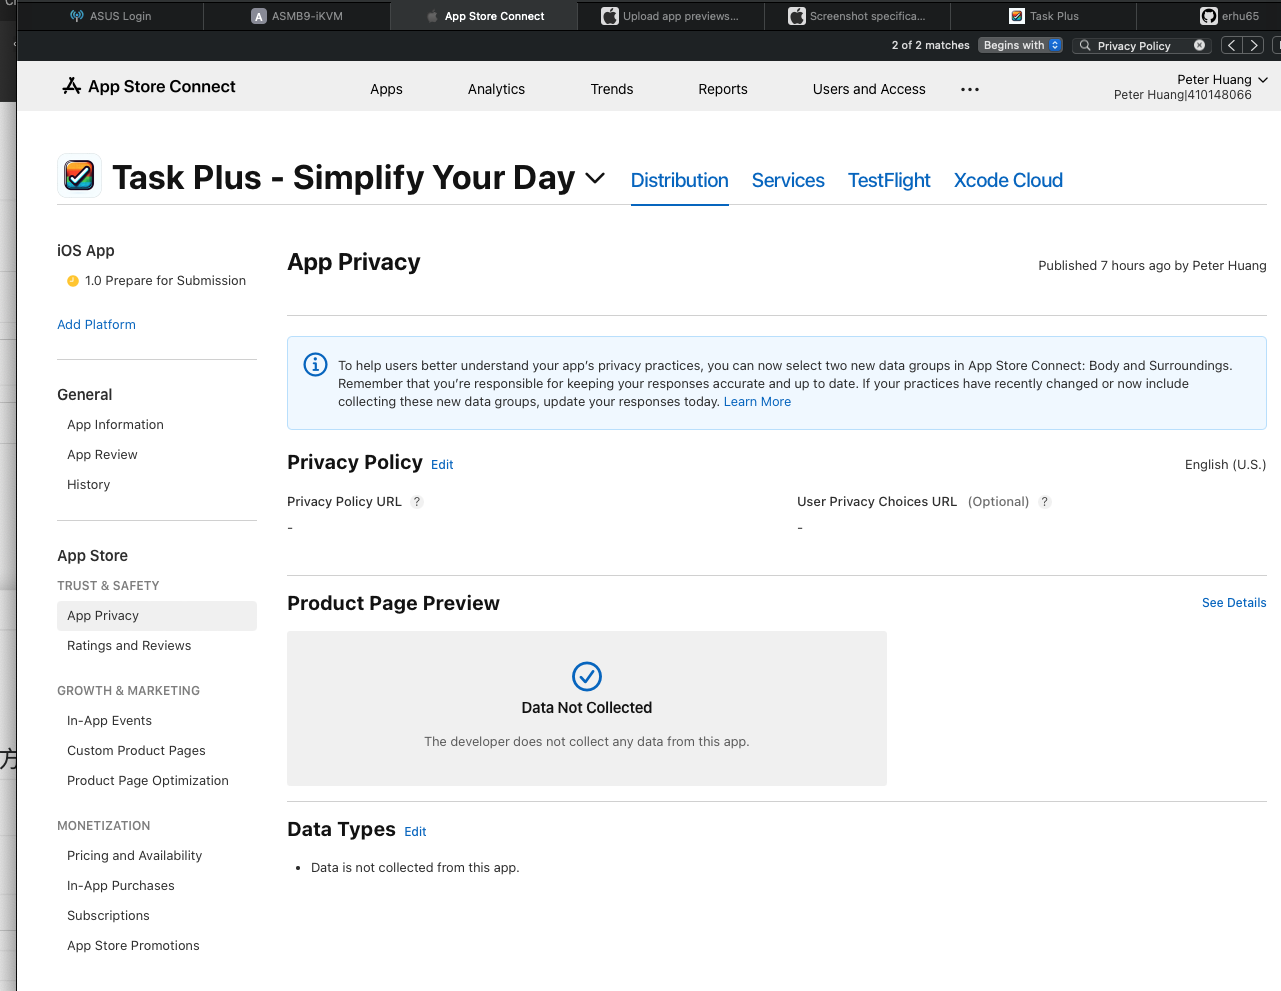 ASUS Login
A ASMB9-iKVM
App Store Connect
Upload app previews...
Screenshot specifica...
Task Plus
erhu65
2 of 2 matches
Begins with
Privacy Policy
App Store Connect
Apps
Analytics
Trends
Reports
Users and Access
•••
Peter Huang
Peter Huang|410148066
Task Plus - Simplify Your Day
Distribution
Services
TestFlight
Xcode Cloud
iOS App
1.0 Prepare for Submission
Add Platform
General
App Information
App Review
History
App Store
TRUST & SAFETY
App Privacy
Ratings and Reviews
GROWTH & MARKETING
In-App Events
Custom Product Pages
Product Page Optimization
MONETIZATION
Pricing and Availability
In-App Purchases
Subscriptions
App Store Promotions
App Privacy
Published 7 hours ago by Peter Huang
To help users better understand your app's privacy practices, you can now select two new data groups in App Store Connect: Body and Surroundings.
Remember that you're responsible for keeping your responses accurate and up to date. If your practices have recently changed or now include
collecting these new data groups, update your responses today. Learn More
Privacy Policy Edit
English (U.S.)
Privacy Policy URL ?
-
User Privacy Choices URL (Optional) ?
-
Product Page Preview
See Details
Data Not Collected
The developer does not collect any data from this app.
Data Types Edit
• Data is not collected from this app.